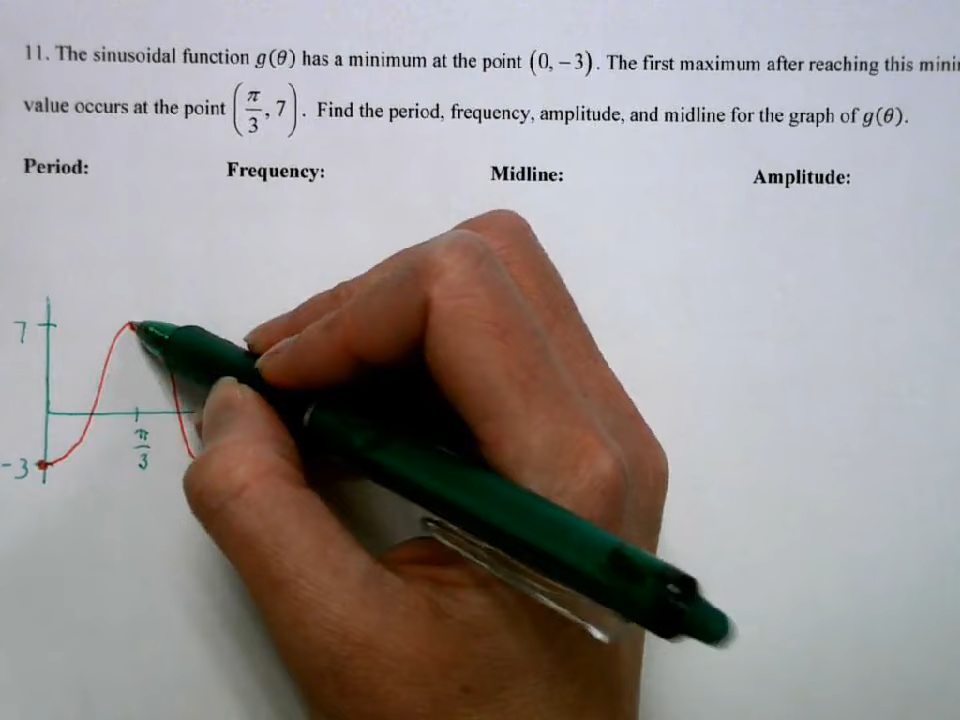 11. The sinusoidal function g(θ) has a minimum at the point (0, −3). The first maximum after reaching this
value occurs at the point (π/3, 7). Find the period, frequency, amplitude, and midline for the graph of g(θ).
Period: Frequency: Midline: Amplitude:
7
π/3
-3